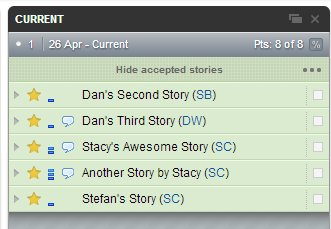 CURRENT
1 26 Apr - Current Pts: 8 of 8 %
Hide accepted stories
Dan's Second Story (SB)
Dan's Third Story (DW)
Stacy's Awesome Story (SC)
Another Story by Stacy (SC)
Stefan's Story (SC)